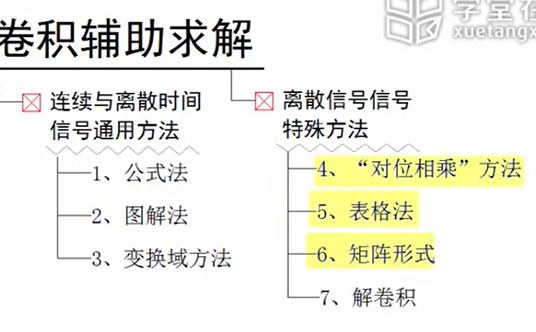 学堂在
xuetangx
卷积辅助求解
连续与离散时间
信号通用方法
1、公式法
2、图解法
3、变换域方法
离散信号信号
特殊方法
4、“对位相乘”方法
5、表格法
6、矩阵形式
7、解卷积